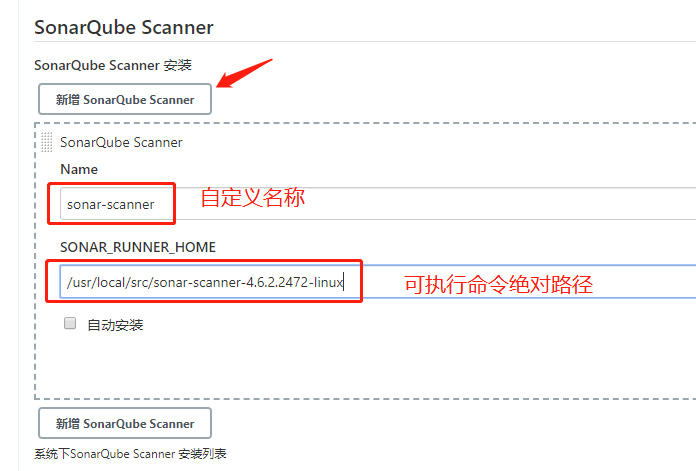 SonarQube Scanner
SonarQube Scanner 安装
新增 SonarQube Scanner
SonarQube Scanner
Name
sonar-scanner
自定义名称
SONAR_RUNNER_HOME
/usr/local/src/sonar-scanner-4.6.2.2472-linux
可执行命令绝对路径
自动安装
新增 SonarQube Scanner
系统下SonarQube Scanner 安装列表